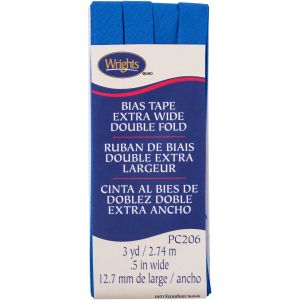 Wrights
BRAND
BIAS TAPE
EXTRA WIDE
DOUBLE FOLD
RUBAN DE BIAIS
DOUBLE EXTRA
LARGEUR
CINTA AL BIES DE
DOBLEZ DOBLE
EXTRA ANCHO
PC206
3 yd / 2.74 m
.5 in wide
12.7 mm de large / ancho